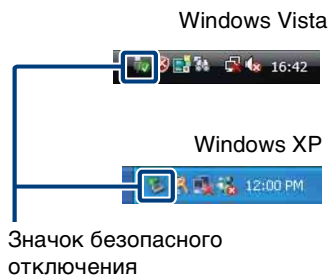 Windows Vista
16:42
Windows XP
12:00 PM
Значок безопасного
отключения